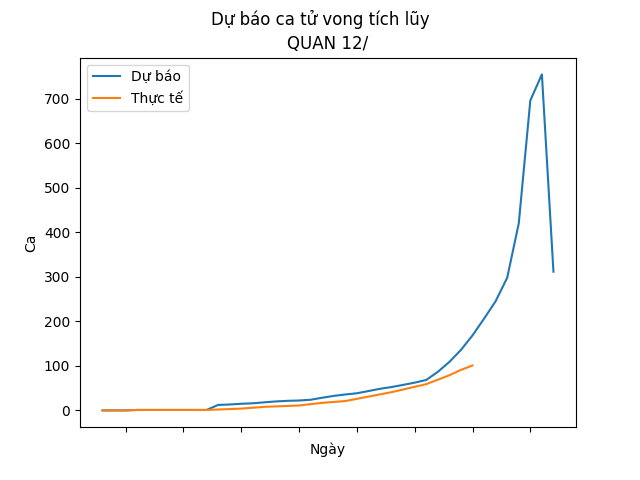 Dự báo ca tử vong tích lũy
QUAN 12/
Dự báo
Thực tế
700
600
500
400
300
200
100
0
Ca
Ngày